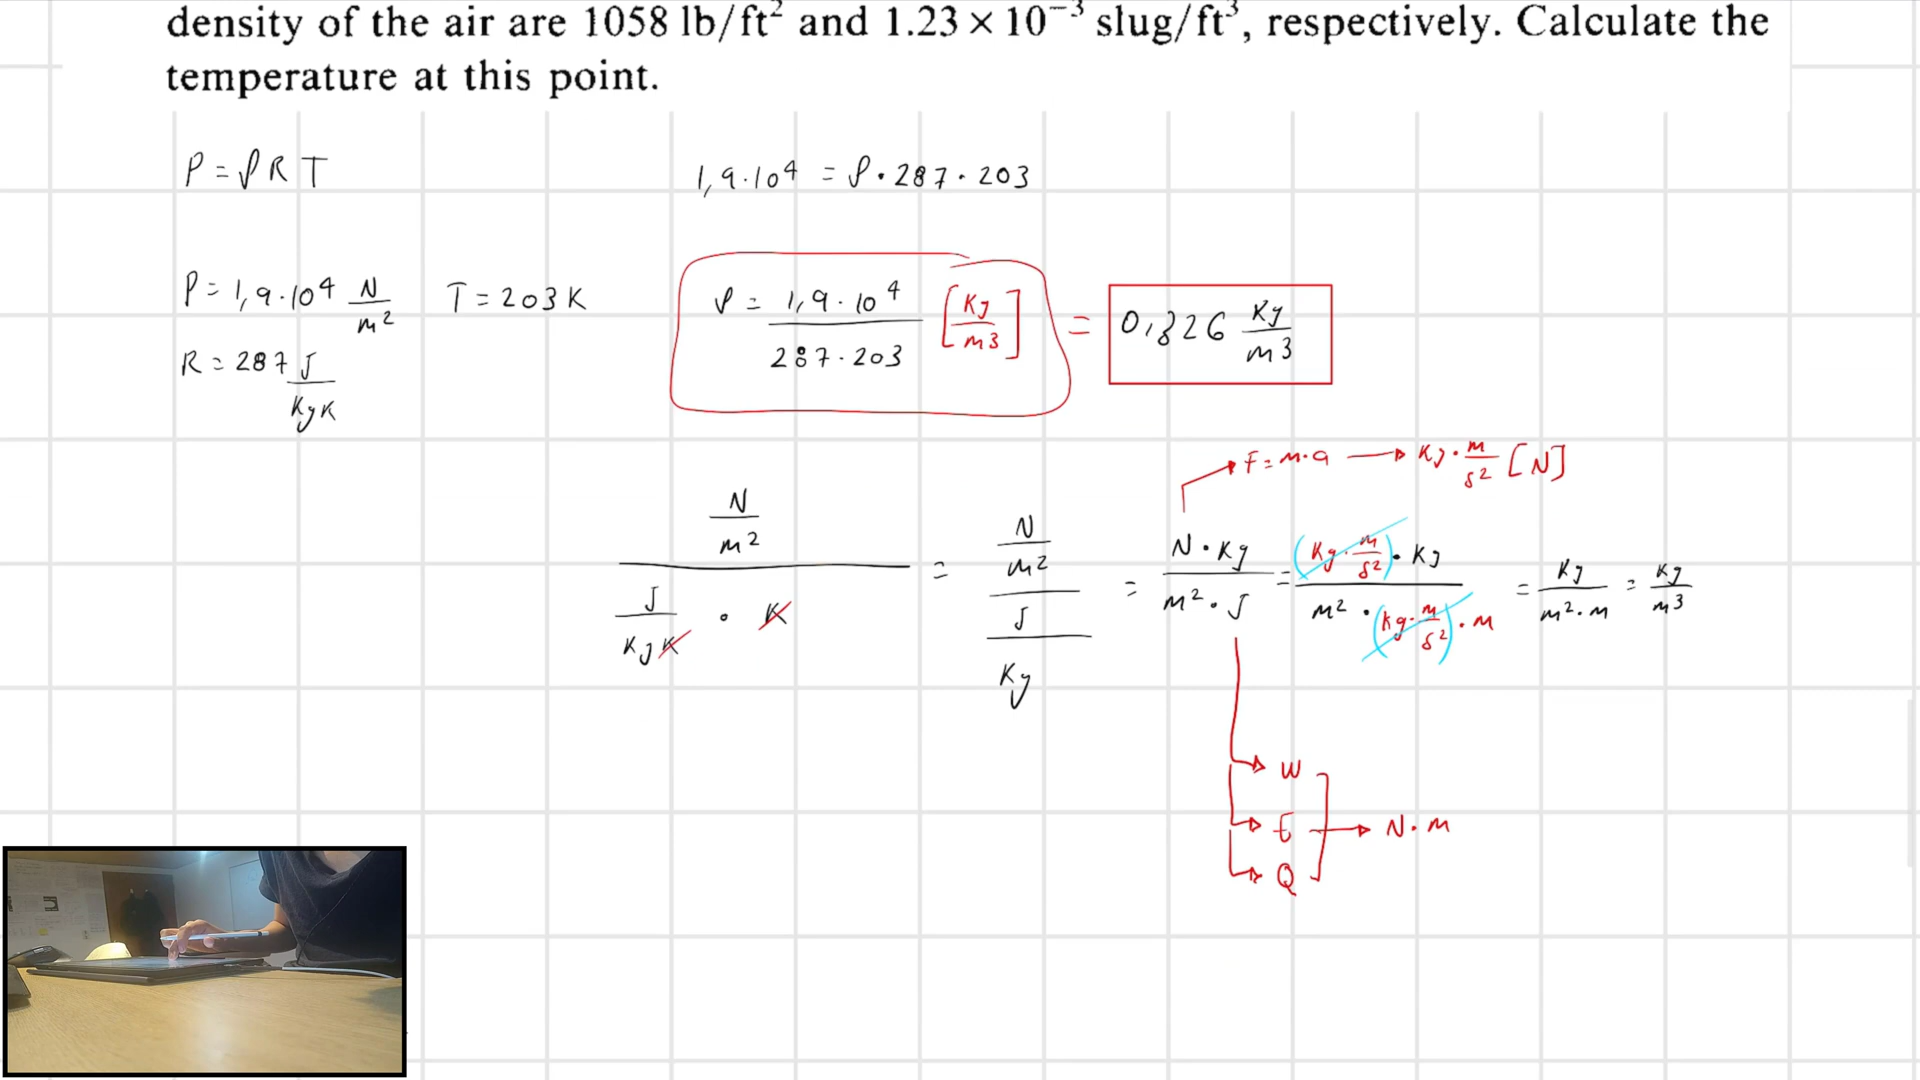 density of the air are 1058 lb/ft² and 1.23 × 10⁻³ slug/ft³, respectively. Calculate the
temperature at this point.
P = ρ R T
1,9·10⁴ = ρ · 287 · 203
P = 1,9·10⁴ N/m²
T = 203 K
R = 287 J/KgK
ρ = 1,9·10⁴ / 287·203 [Kg/m³] = 0,326 Kg/m³
F = m·a → Kg · m/s² [N]
N/m² / (J/KgK · K) = N/m² / J/Kg = N·Kg / m²·J = (Kg·m/s²)·Kg / m²·(Kg·m/s²)·m = Kg/m²·m = Kg/m³
W
E → N·m
Q